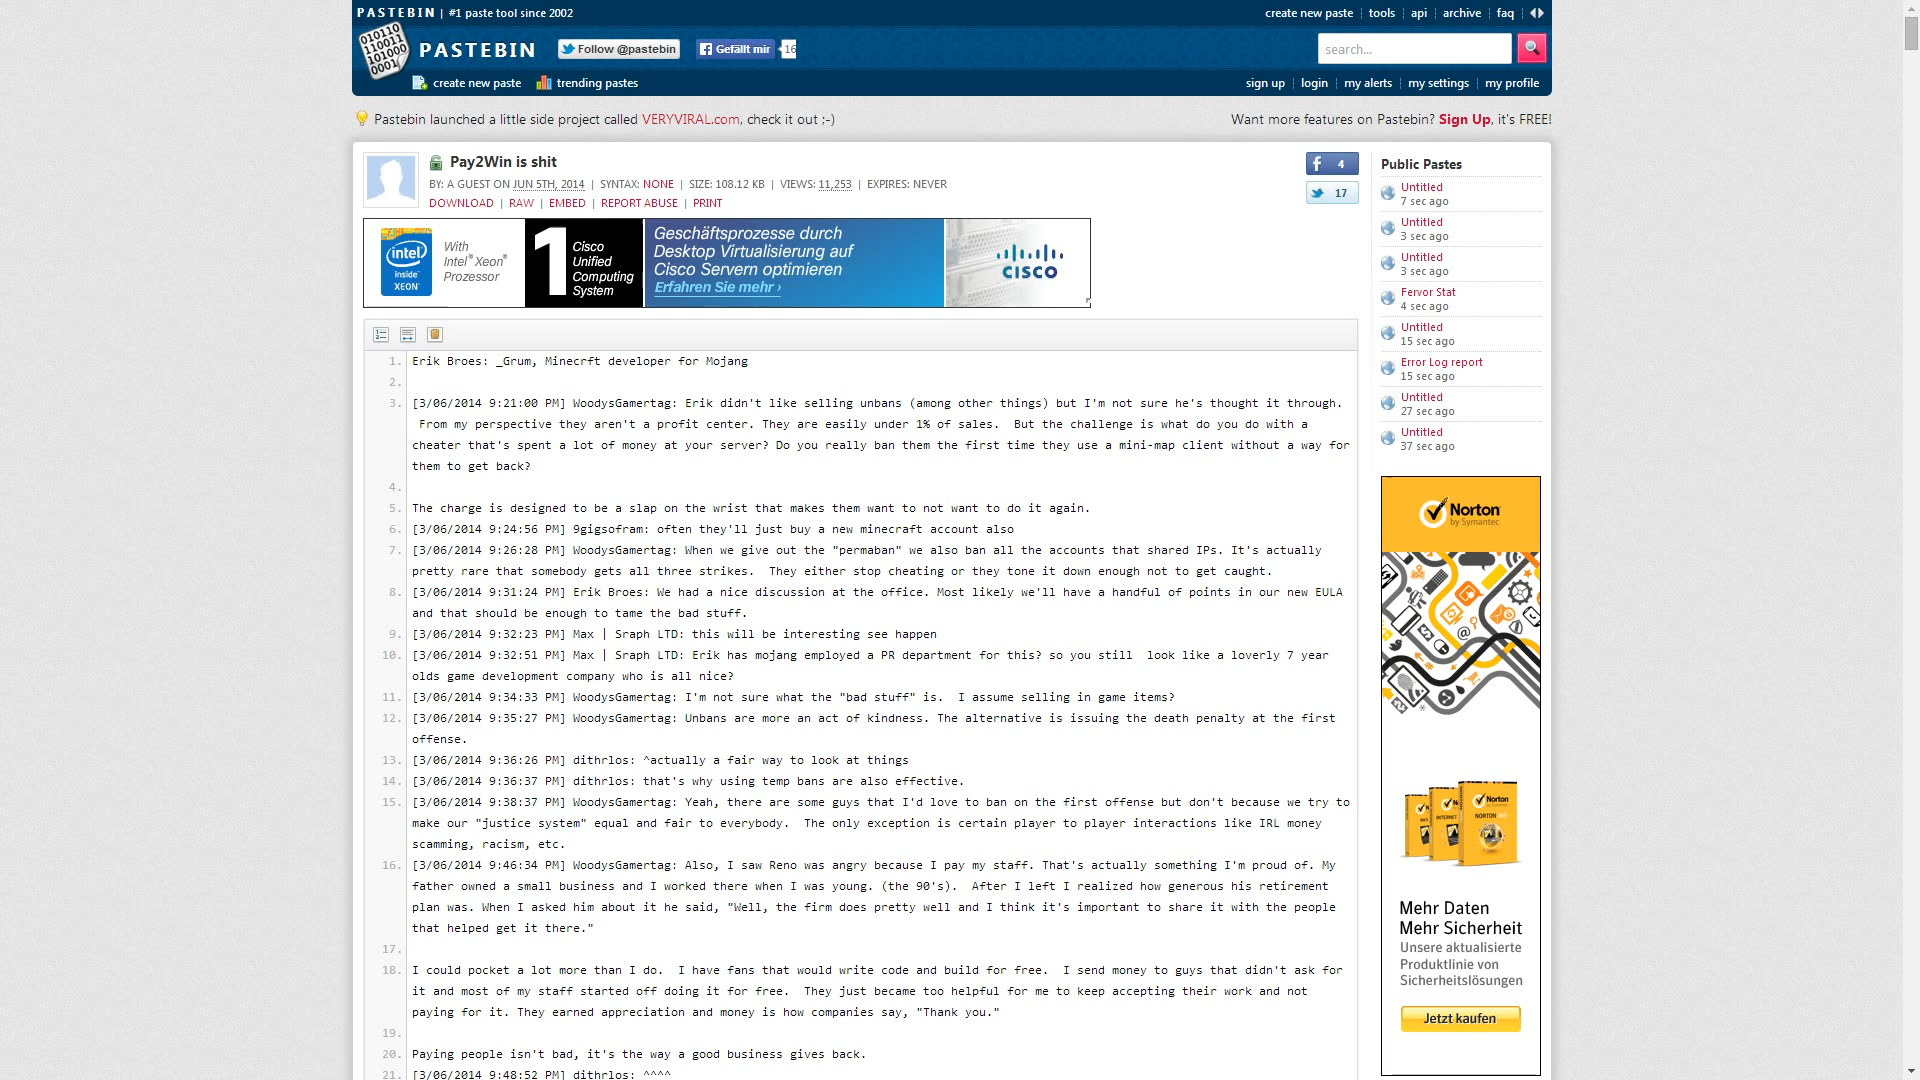 PASTEBIN | #1 paste tool since 2002
create new paste tools api archive faq
010110
110011
101000
0001
PASTEBIN
Follow @pastebin
Gefällt mir 16
search...
create new paste trending pastes
sign up login my alerts my settings my profile
Pastebin launched a little side project called VERYVIRAL.com, check it out ;-)
Want more features on Pastebin? Sign Up, it's FREE!
Pay2Win is shit
BY: A GUEST ON JUN 5TH, 2014 | SYNTAX: NONE | SIZE: 108.12 KB | VIEWS: 11,253 | EXPIRES: NEVER
DOWNLOAD | RAW | EMBED | REPORT ABUSE | PRINT
4
17
intel inside XEON
With
Intel® Xeon®
Prozessor
1
Cisco
Unified
Computing
System
Geschäftsprozesse durch
Desktop Virtualisierung auf
Cisco Servern optimieren
Erfahren Sie mehr ›
CISCO
1. Erik Broes: _Grum, Minecrft developer for Mojang
2.
3. [3/06/2014 9:21:00 PM] WoodysGamertag: Erik didn't like selling unbans (among other things) but I'm not sure he's thought it through.
From my perspective they aren't a profit center. They are easily under 1% of sales.  But the challenge is what do you do with a
cheater that's spent a lot of money at your server? Do you really ban them the first time they use a mini-map client without a way for
them to get back?
4.
5. The charge is designed to be a slap on the wrist that makes them want to not want to do it again.
6. [3/06/2014 9:24:56 PM] 9gigsofram: often they'll just buy a new minecraft account also
7. [3/06/2014 9:26:28 PM] WoodysGamertag: When we give out the "permaban" we also ban all the accounts that shared IPs. It's actually
pretty rare that somebody gets all three strikes.  They either stop cheating or they tone it down enough not to get caught.
8. [3/06/2014 9:31:24 PM] Erik Broes: We had a nice discussion at the office. Most likely we'll have a handful of points in our new EULA
and that should be enough to tame the bad stuff.
9. [3/06/2014 9:32:23 PM] Max | Sraph LTD: this will be interesting see happen
10. [3/06/2014 9:32:51 PM] Max | Sraph LTD: Erik has mojang employed a PR department for this? so you still  look like a loverly 7 year
olds game development company who is all nice?
11. [3/06/2014 9:34:33 PM] WoodysGamertag: I'm not sure what the "bad stuff" is.  I assume selling in game items?
12. [3/06/2014 9:35:27 PM] WoodysGamertag: Unbans are more an act of kindness. The alternative is issuing the death penalty at the first
offense.
13. [3/06/2014 9:36:26 PM] dithrlos: ^actually a fair way to look at things
14. [3/06/2014 9:36:37 PM] dithrlos: that's why using temp bans are also effective.
15. [3/06/2014 9:38:37 PM] WoodysGamertag: Yeah, there are some guys that I'd love to ban on the first offense but don't because we try to
make our "justice system" equal and fair to everybody.  The only exception is certain player to player interactions like IRL money
scamming, racism, etc.
16. [3/06/2014 9:46:34 PM] WoodysGamertag: Also, I saw Reno was angry because I pay my staff. That's actually something I'm proud of. My
father owned a small business and I worked there when I was young. (the 90's).  After I left I realized how generous his retirement
plan was. When I asked him about it he said, "Well, the firm does pretty well and I think it's important to share it with the people
that helped get it there."
17.
18. I could pocket a lot more than I do.  I have fans that would write code and build for free.  I send money to guys that didn't ask for
it and most of my staff started off doing it for free.  They just became too helpful for me to keep accepting their work and not
paying for it. They earned appreciation and money is how companies say, "Thank you."
19.
20. Paying people isn't bad, it's the way a good business gives back.
21. [3/06/2014 9:48:52 PM] dithrlos: ^^^^
Public Pastes
Untitled
7 sec ago
Untitled
3 sec ago
Untitled
3 sec ago
Fervor Stat
4 sec ago
Untitled
15 sec ago
Error Log report
15 sec ago
Untitled
27 sec ago
Untitled
37 sec ago
Norton
by Symantec
Norton
NORTON
Mehr Daten
Mehr Sicherheit
Unsere aktualisierte
Produktlinie von
Sicherheitslösungen
Jetzt kaufen